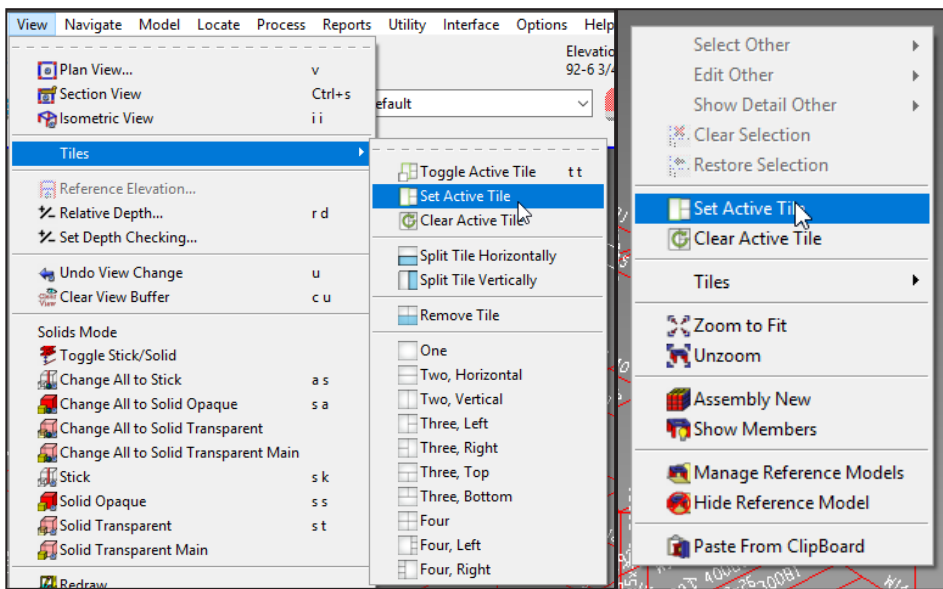 View Navigate Model Locate Process Reports Utility Interface Options Help
Elevatio
92-6 3/4
efault
Plan View... v
Section View Ctrl+s
Isometric View i i
Tiles
Reference Elevation...
Relative Depth... r d
Set Depth Checking...
Undo View Change u
Clear View Buffer c u
Solids Mode
Toggle Stick/Solid
Change All to Stick a s
Change All to Solid Opaque s a
Change All to Solid Transparent
Change All to Solid Transparent Main
Stick s k
Solid Opaque s s
Solid Transparent s t
Solid Transparent Main
Redraw
Toggle Active Tile t t
Set Active Tile
Clear Active Tile
Split Tile Horizontally
Split Tile Vertically
Remove Tile
One
Two, Horizontal
Two, Vertical
Three, Left
Three, Right
Three, Top
Three, Bottom
Four
Four, Left
Four, Right
Select Other
Edit Other
Show Detail Other
Clear Selection
Restore Selection
Set Active Tile
Clear Active Tile
Tiles
Zoom to Fit
Unzoom
Assembly New
Show Members
Manage Reference Models
Hide Reference Model
Paste From ClipBoard